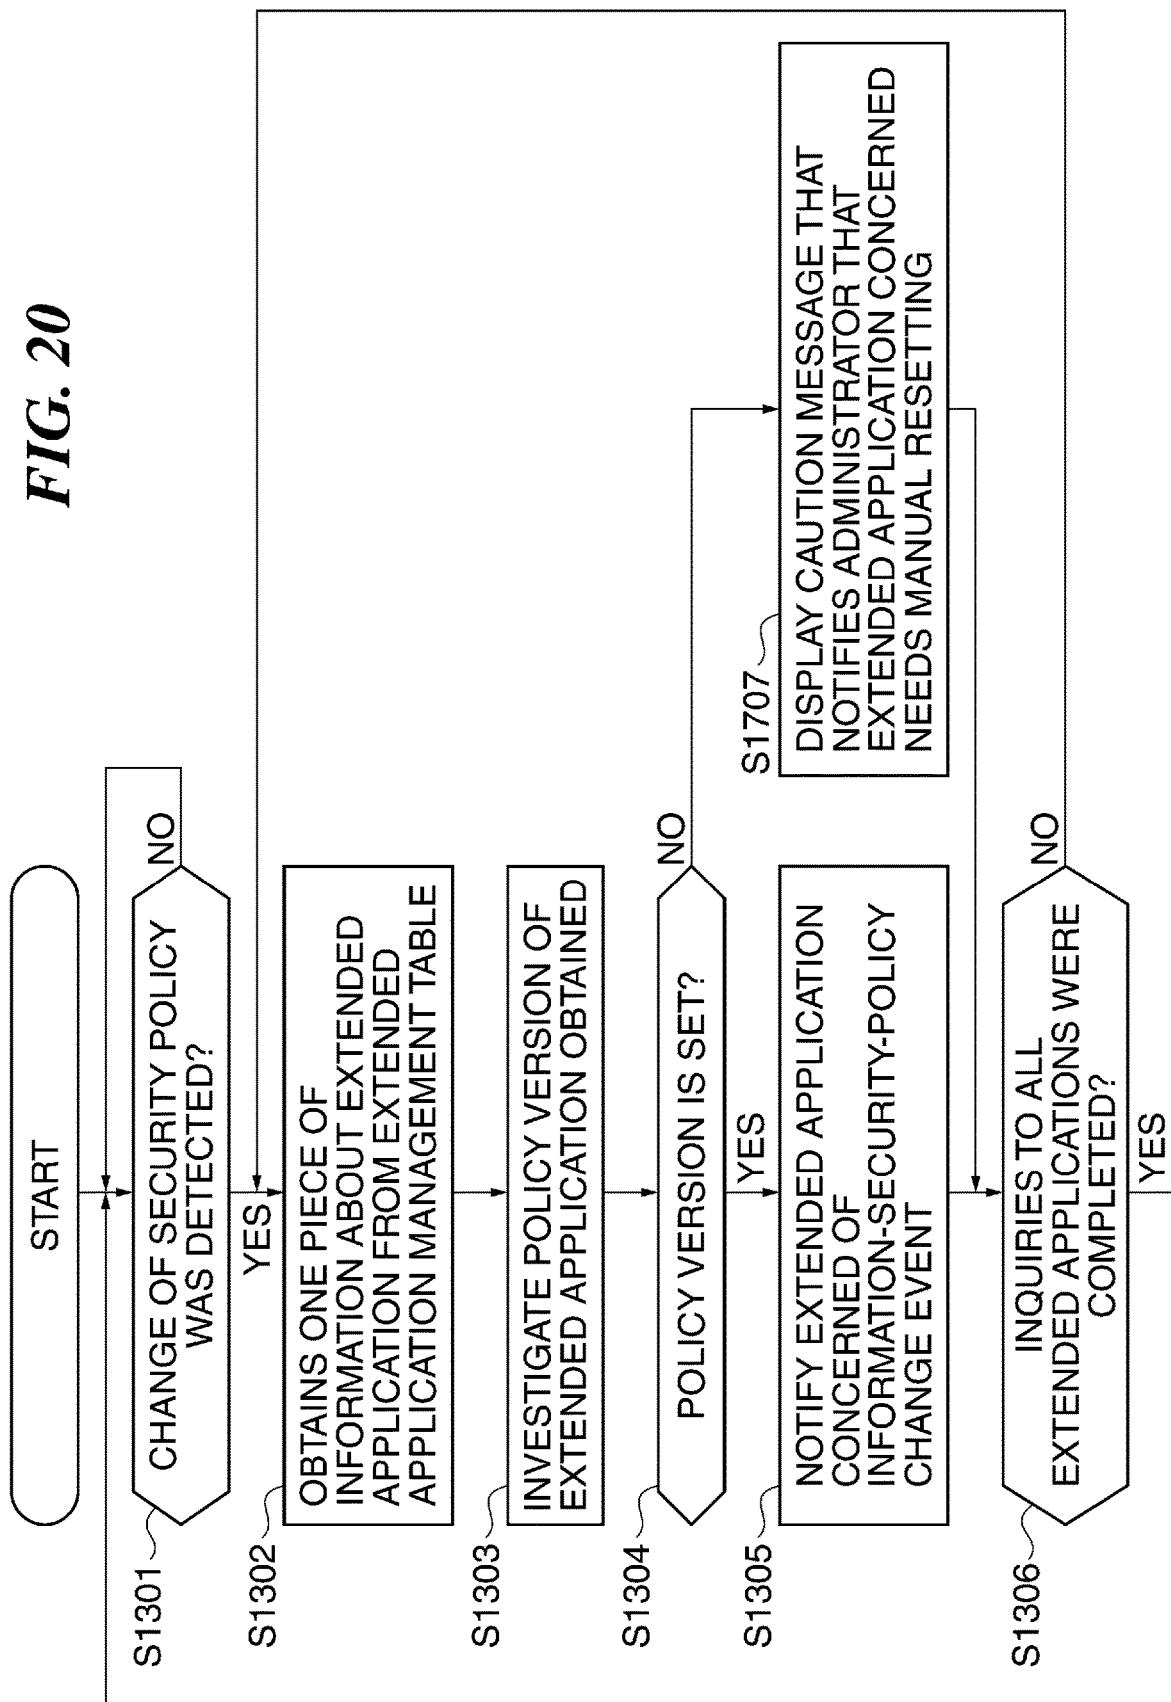 FIG. 20
START
S1301
CHANGE OF SECURITY POLICY
WAS DETECTED?
NO
YES
S1302
OBTAINS ONE PIECE OF
INFORMATION ABOUT EXTENDED
APPLICATION FROM EXTENDED
APPLICATION MANAGEMENT TABLE
S1303
INVESTIGATE POLICY VERSION OF
EXTENDED APPLICATION OBTAINED
S1304
POLICY VERSION IS SET?
NO
YES
S1305
NOTIFY EXTENDED APPLICATION
CONCERNED OF
INFORMATION-SECURITY-POLICY
CHANGE EVENT
S1707
DISPLAY CAUTION MESSAGE THAT
NOTIFIES ADMINISTRATOR THAT
EXTENDED APPLICATION CONCERNED
NEEDS MANUAL RESETTING
S1306
INQUIRIES TO ALL
EXTENDED APPLICATIONS WERE
COMPLETED?
NO
YES